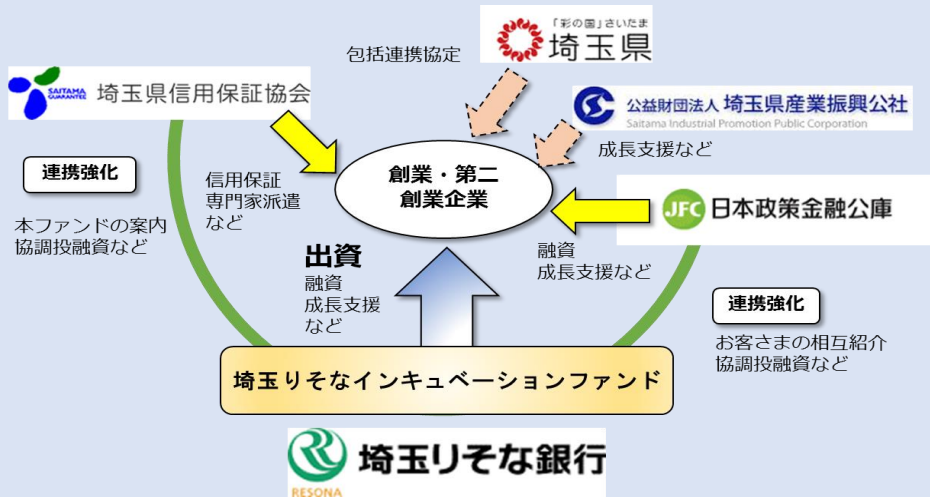 「彩の国」さいたま
埼玉県
包括連携協定
SAITAMA
GUARANTEE
埼玉県信用保証協会
公益財団法人 埼玉県産業振興公社
Saitama Industrial Promotion Public Corporation
成長支援など
連携強化
本ファンドの案内
協調投融資など
信用保証
専門家派遣
など
創業・第二
創業企業
JFC 日本政策金融公庫
融資
成長支援など
出資
融資
成長支援
など
連携強化
お客さまの相互紹介
協調投融資など
埼玉りそなインキュベーションファンド
埼玉りそな銀行
RESONA